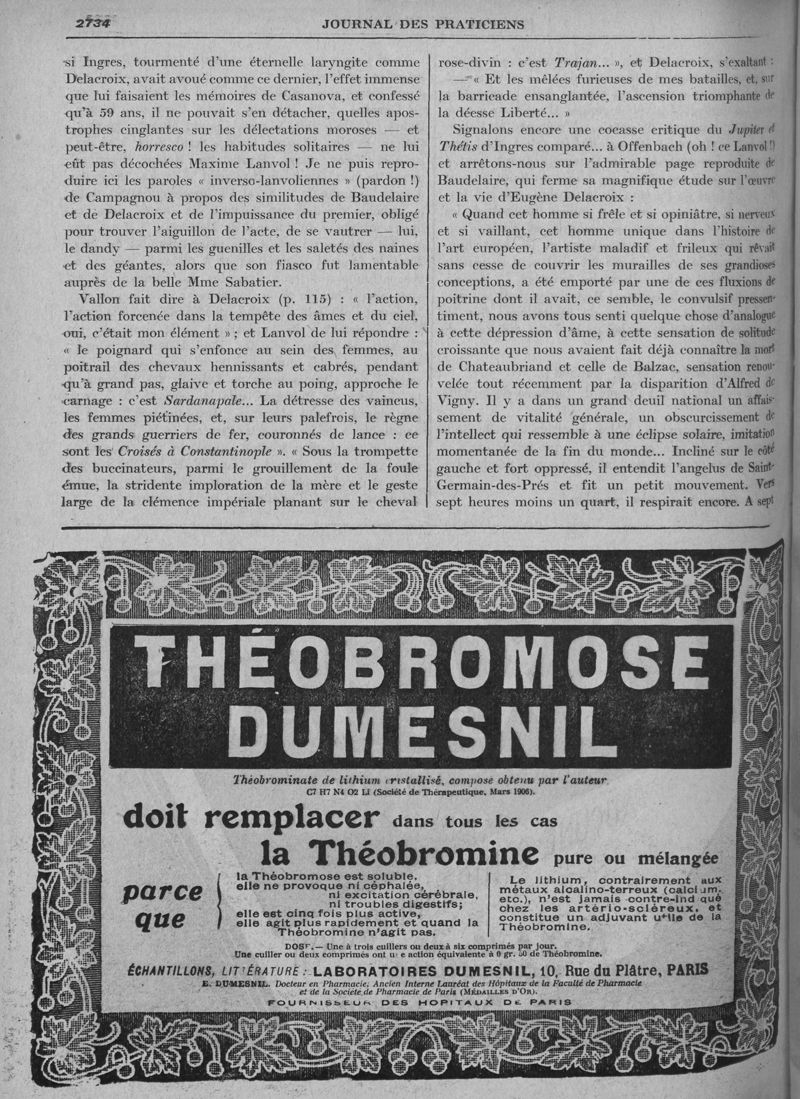 2734
JOURNAL DES PRATICIENS
si Ingres, tourmenté d'une éternelle laryngite comme
Delacroix, avait avoué comme ce dernier, l'effet immense
que lui faisaient les mémoires de Casanova, et confessé
qu'à 59 ans, il ne pouvait s'en détacher, quelles apos-
trophes cinglantes sur les délectations moroses — et
peut-être, horresco ! les habitudes solitaires — ne lui
eût pas décochées Maxime Lanvol ! Je ne puis repro-
duire ici les paroles « inverso-lanvoliennes » (pardon !)
de Campagnou à propos des similitudes de Baudelaire
et de Delacroix et de l'impuissance du premier, obligé
pour trouver l'aiguillon de l'acte, de se vautrer — lui,
le dandy — parmi les guenilles et les saletés des naines
et des géantes, alors que son fiasco fut lamentable
auprès de la belle Mme Sabatier.
Vallon fait dire à Delacroix (p. 115) : « l'action,
l'action forcenée dans la tempête des âmes et du ciel,
oui, c'était mon élément » ; et Lanvol de lui répondre :
« le poignard qui s'enfonce au sein des femmes, au
poitrail des chevaux hennissants et cabrés, pendant
qu'à grand pas, glaive et torche au poing, approche le
carnage : c'est Sardanapale... La détresse des vaincus,
les femmes piétinées, et, sur leurs palefrois, le règne
des grands guerriers de fer, couronnés de lance : ce
sont les Croisés à Constantinople ». « Sous la trompette
des buccinateurs, parmi le grouillement de la foule
émue, la stridente imploration de la mère et le geste
large de la clémence impériale planant sur le cheval
rose-divin : c'est Trajan... », et Delacroix, s'exaltant :
— « Et les mêlées furieuses de mes batailles, et, sur
la barricade ensanglantée, l'ascension triomphante de
la déesse Liberté... »
Signalons encore une cocasse critique du Jupiter et
Thétis d'Ingres comparé... à Offenbach (oh ! ce Lanvol !)
et arrêtons-nous sur l'admirable page reproduite de
Baudelaire, qui ferme sa magnifique étude sur l'œuvre
et la vie d'Eugène Delacroix :
« Quand cet homme si frêle et si opiniâtre, si nerveux
et si vaillant, cet homme unique dans l'histoire de
l'art européen, l'artiste maladif et frileux qui rêvait
sans cesse de couvrir les murailles de ses grandioses
conceptions, a été emporté par une de ces fluxions de
poitrine dont il avait, ce semble, le convulsif pressen-
timent, nous avons tous senti quelque chose d'analogue
à cette dépression d'âme, à cette sensation de solitude
croissante que nous avaient fait déjà connaître la mort
de Chateaubriand et celle de Balzac, sensation renou-
velée tout récemment par la disparition d'Alfred de
Vigny. Il y a dans un grand deuil national un affais-
sement de vitalité générale, un obscurcissement de
l'intellect qui ressemble à une éclipse solaire, imitation
momentanée de la fin du monde... Incliné sur le côté
gauche et fort oppressé, il entendit l'angelus de Saint-
Germain-des-Prés et fit un petit mouvement. Vers
sept heures moins un quart, il respirait encore. A sept
THÉOBROMOSE
DUMESNIL
Théobrominate de lithium cristallisé, composé obtenu par l'auteur
C7 H7 N4 O2 LI (Société de Thérapeutique, Mars 1906).
doit remplacer dans tous les cas
la Théobromine pure ou mélangée
parce
que
la Théobromose est soluble,
elle ne provoque ni céphalée,
ni excitation cérébrale,
ni troubles digestifs;
elle est cinq fois plus active,
elle agit plus rapidement et quand la
Théobromine n'agit pas.
Le lithium, contrairement aux
métaux alcalino-terreux (calcium,
etc.), n'est jamais contre-indiqué
chez les artério-scléreux, et
constitue un adjuvant utile de la
Théobromine.
DOSE.— Une à trois cuillers ou deux à six comprimés par jour.
Une cuiller ou deux comprimés ont une action équivalente à 0 gr. 50 de Théobromine.
ÉCHANTILLONS, LITTÉRATURE : LABORATOIRES DUMESNIL, 10, Rue du Plâtre, PARIS
E. DUMESNIL. Docteur en Pharmacie, Ancien Interne Lauréat des Hôpitaux de la Faculté de Pharmacie
et de la Société de Pharmacie de Paris (MÉDAILLES D'OR).
FOURNISSEUR DES HOPITAUX DE PARIS